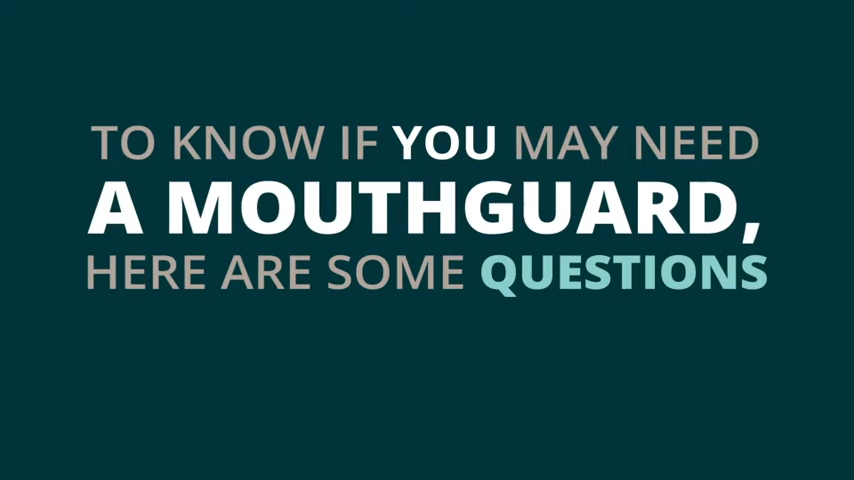 TO KNOW IF YOU MAY NEED
A MOUTHGUARD,
HERE ARE SOME QUESTIONS